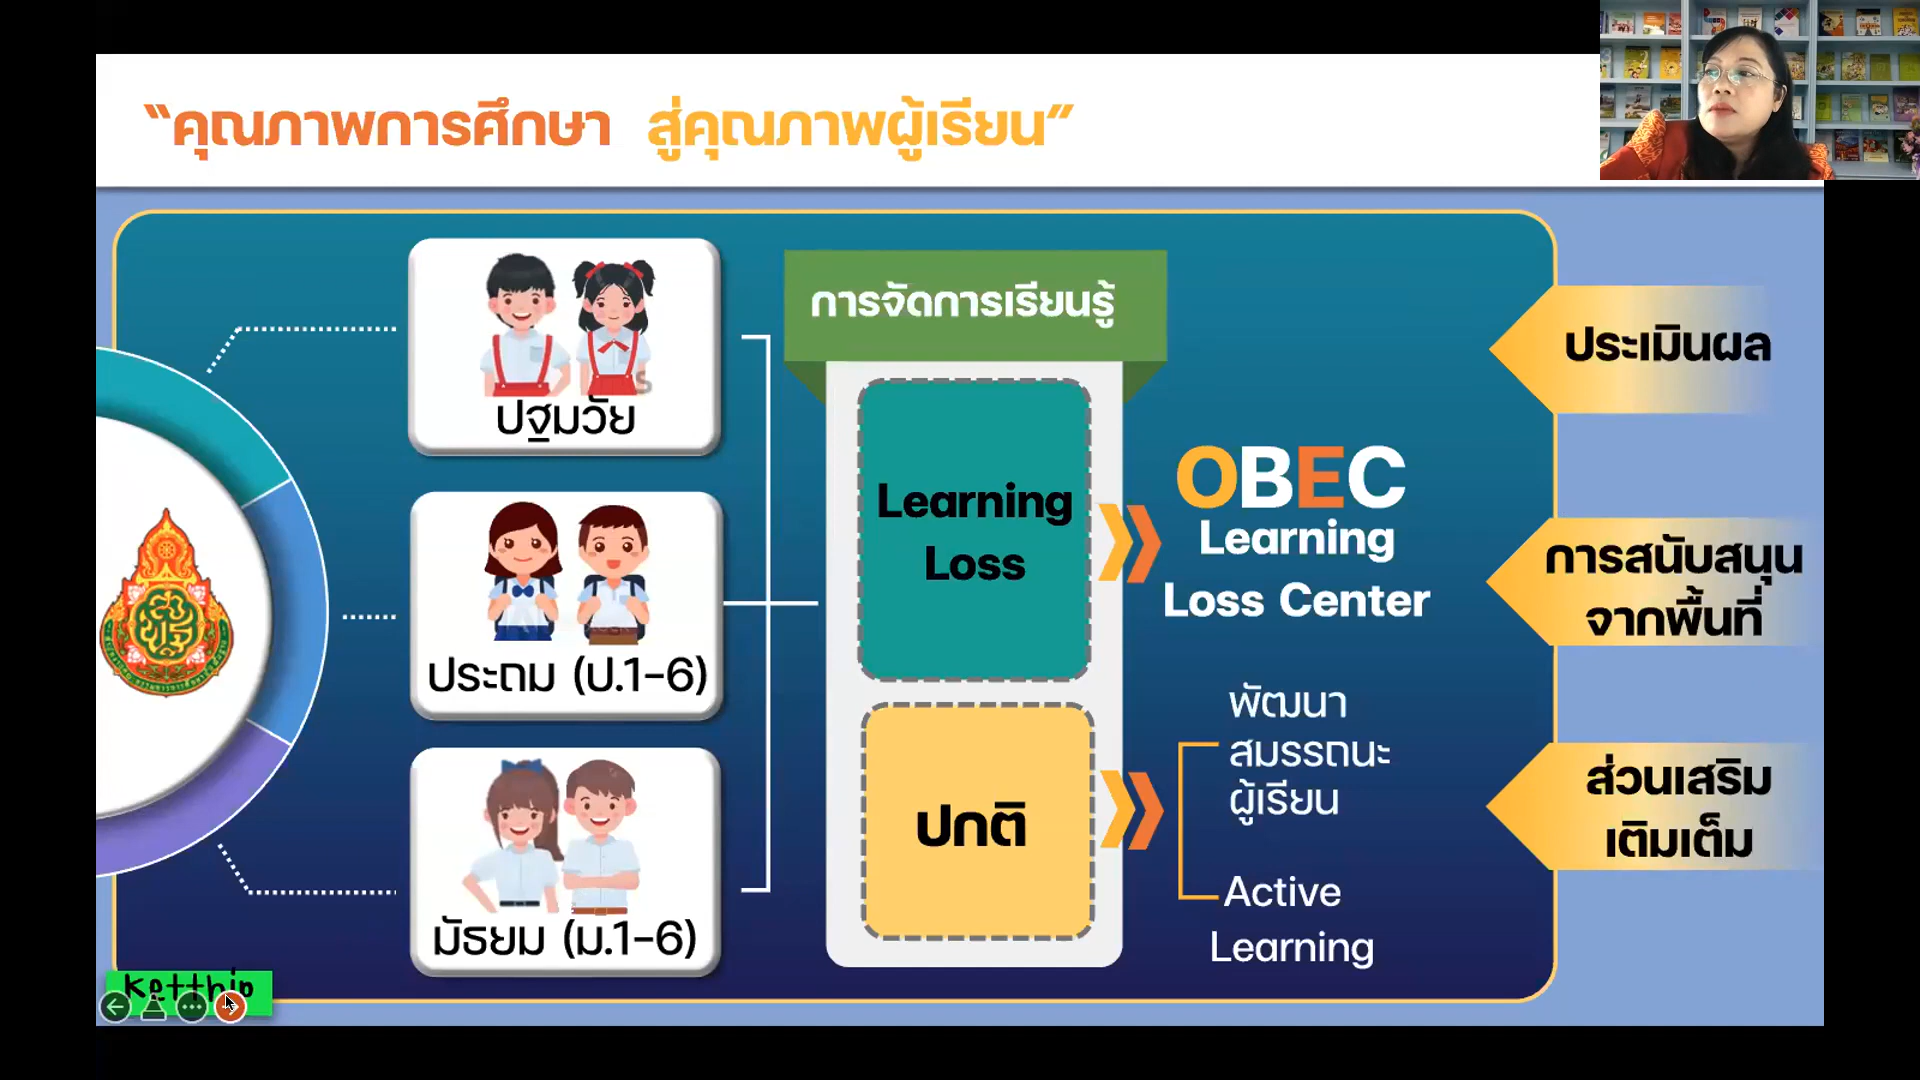 “คุณภาพการศึกษา สู่คุณภาพผู้เรียน”
ปฐมวัย
ประถม (ป.1-6)
มัธยม (ม.1-6)
การจัดการเรียนรู้
Learning
Loss
ปกติ
OBEC
Learning
Loss Center
พัฒนา
สมรรถนะ
ผู้เรียน
Active
Learning
ประเมินผล
การสนับสนุน
จากพื้นที่
ส่วนเสริม
เติมเต็ม
Ketthip